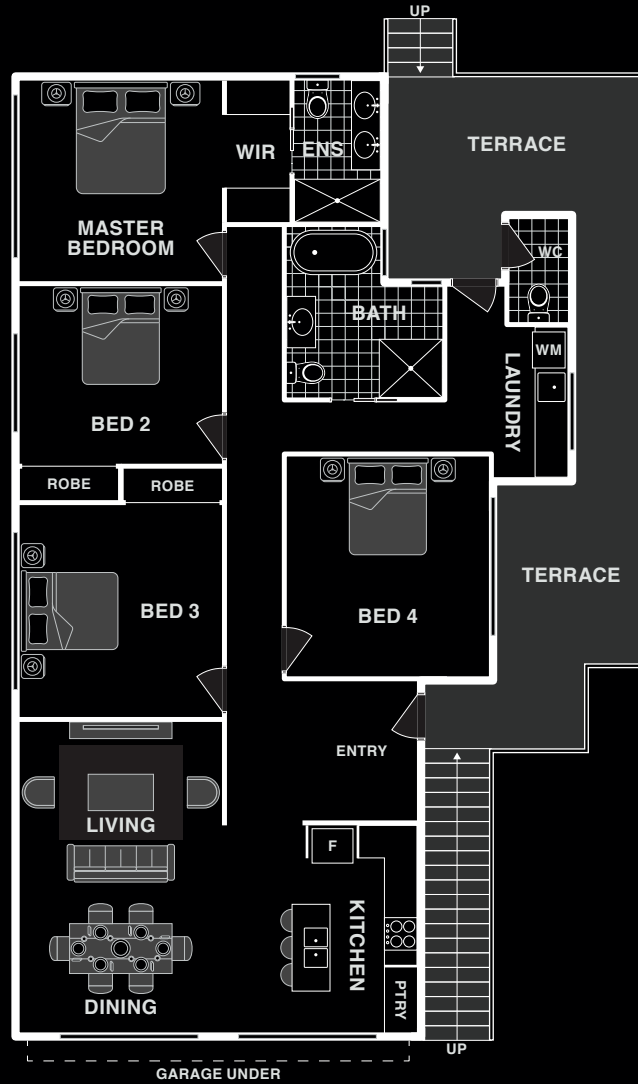 UP
TERRACE
WIR
ENS
MASTER
BEDROOM
WC
BATH
WM
LAUNDRY
BED 2
ROBE
ROBE
TERRACE
BED 3
BED 4
ENTRY
LIVING
F
KITCHEN
DINING
PTRY
UP
GARAGE UNDER